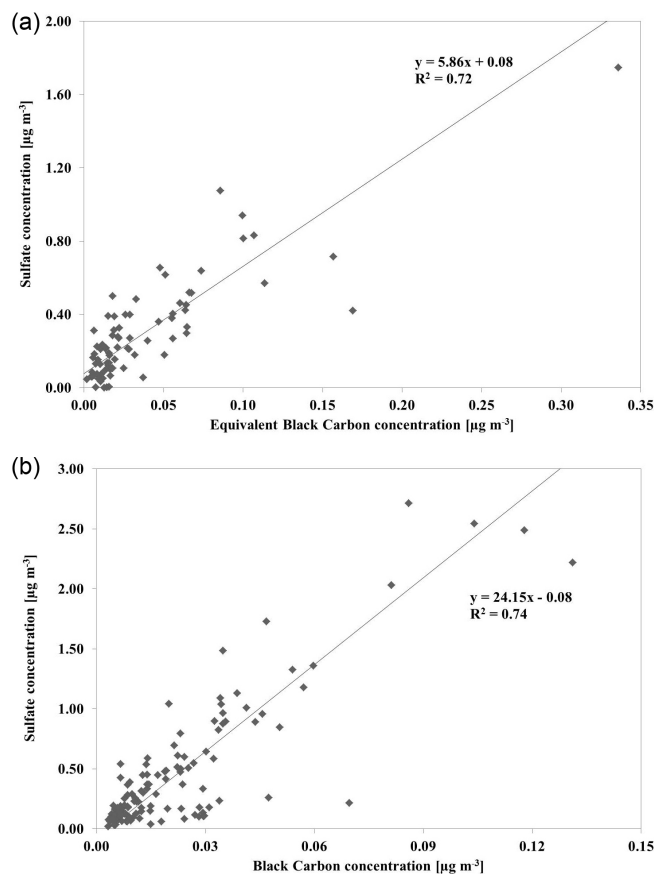 (a)
2.00
1.60
1.20
0.80
0.40
0.00
Sulfate concentration [µg m-3]
y = 5.86x + 0.08
R2 = 0.72
0.00 0.05 0.10 0.15 0.20 0.25 0.30 0.35
Equivalent Black Carbon concentration [µg m-3]
(b)
3.00
2.50
2.00
1.50
1.00
0.50
0.00
Sulfate concentration [µg m-3]
y = 24.15x - 0.08
R2 = 0.74
0.00 0.03 0.06 0.09 0.12 0.15
Black Carbon concentration [µg m-3]